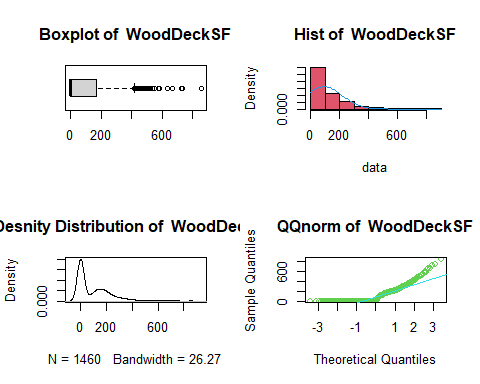 Boxplot of WoodDeckSF
0 200 600
Hist of WoodDeckSF
Density
0.000
0 200 600
data
Desnity Distribution of WoodDec
Density
0.000
0 200 600
N = 1460 Bandwidth = 26.27
QQnorm of WoodDeckSF
Sample Quantiles
0 600
-3 -1 1 2 3
Theoretical Quantiles